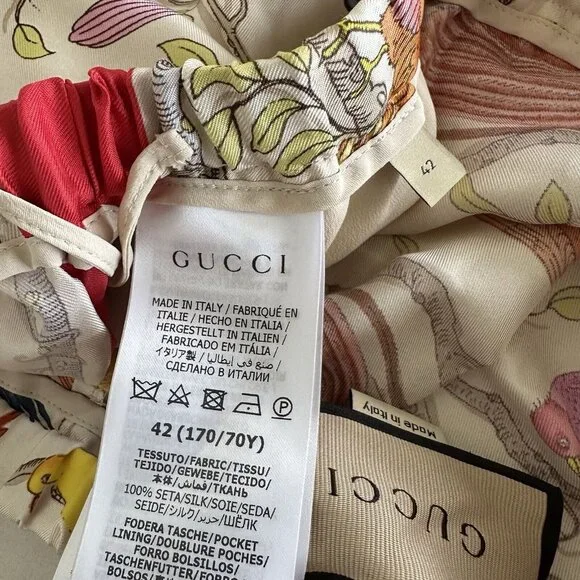 42
GUCCI
MADE IN ITALY / FABRIQUÉ EN
ITALIE / HECHO EN ITALIA /
HERGESTELLT IN ITALIEN /
FABRICADO EM ITÁLIA /
イタリア製 / صنع في إيطاليا /
СДЕЛАНО В ИТАЛИИ
P
42 (170/70Y)
TESSUTO/FABRIC/TISSU/
TEJIDO/GEWEBE/TECIDO/
本体/قماش/ТКАНЬ
100% SETA/SILK/SOIE/SEDA/
SEIDE/シルク/حرير/ШЁЛК
FODERA TASCHE/POCKET
LINING/DOUBLURE POCHES/
FORRO BOLSILLOS/
TASCHENFUTTER/FORRO
BOLSOS/
Made in Italy
GUCCI